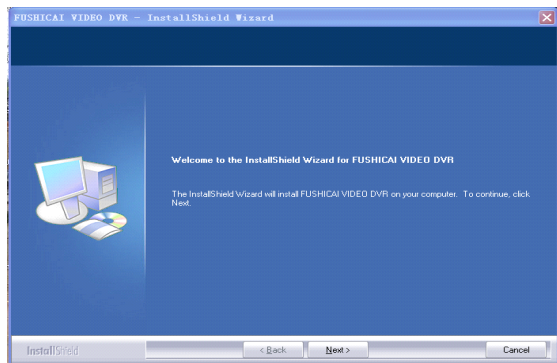 FUSHICAI VIDEO DVR - InstallShield Wizard
Welcome to the InstallShield Wizard for FUSHICAI VIDEO DVR
The InstallShield Wizard will install FUSHICAI VIDEO DVR on your computer. To continue, click
Next.
InstallShield
< Back
Next >
Cancel